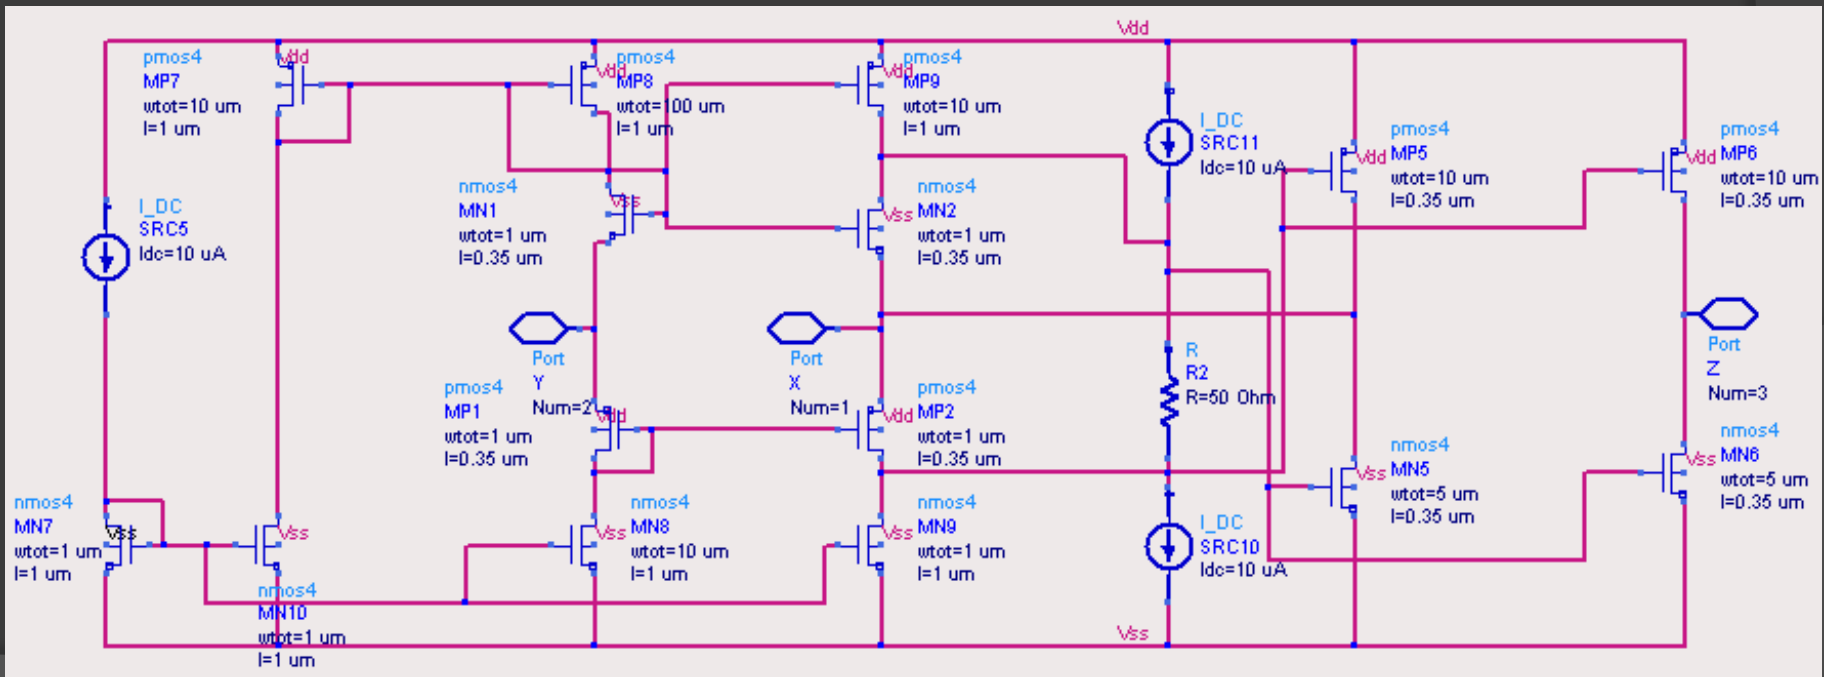 Vdd
pmos4
MP7
wtot=10 um
l=1 um
Vdd
pmos4
MP8
wtot=100 um
l=1 um
Vdd
pmos4
MP9
wtot=10 um
l=1 um
Vdd
I_DC
SRC11
Idc=10 uA
pmos4
MP5
wtot=10 um
l=0.35 um
Vdd
pmos4
MP6
wtot=10 um
l=0.35 um
Vdd
I_DC
SRC5
Idc=10 uA
nmos4
MN1
wtot=1 um
l=0.35 um
Vss
nmos4
MN2
wtot=1 um
l=0.35 um
Vss
Port
Y
Num=2
Port
X
Num=1
R
R2
R=50 Ohm
Port
Z
Num=3
pmos4
MP1
wtot=1 um
l=0.35 um
Vdd
pmos4
MP2
wtot=1 um
l=0.35 um
Vdd
nmos4
MN5
wtot=5 um
l=0.35 um
Vss
nmos4
MN6
wtot=5 um
l=0.35 um
Vss
nmos4
MN7
wtot=1 um
l=1 um
Vss
nmos4
MN10
wtot=1 um
l=1 um
Vss
nmos4
MN8
wtot=10 um
l=1 um
Vss
nmos4
MN9
wtot=1 um
l=1 um
Vss
I_DC
SRC10
Idc=10 uA
Vss